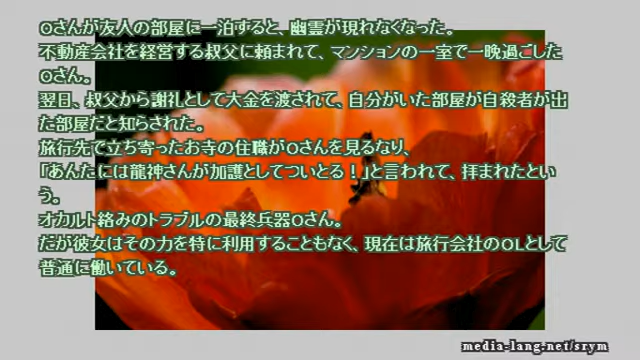 Oさんが友人の部屋に一泊すると、幽霊が現れなくなった。
不動産会社を経営する叔父に頼まれて、マンションの一室で一晩過ごした
Oさん。
翌日、叔父から謝礼として大金を渡されて、自分がいた部屋が自殺者が出
た部屋だと知らされた。
旅行先で立ち寄ったお寺の住職がOさんを見るなり、
「あんたには龍神さんが加護としてついとる！」と言われて、拝まれたとい
う。
オカルト絡みのトラブルの最終兵器Oさん。
だが彼女はその力を特に利用することもなく、現在は旅行会社のOLとして
普通に働いている。
media-lang.net/srym